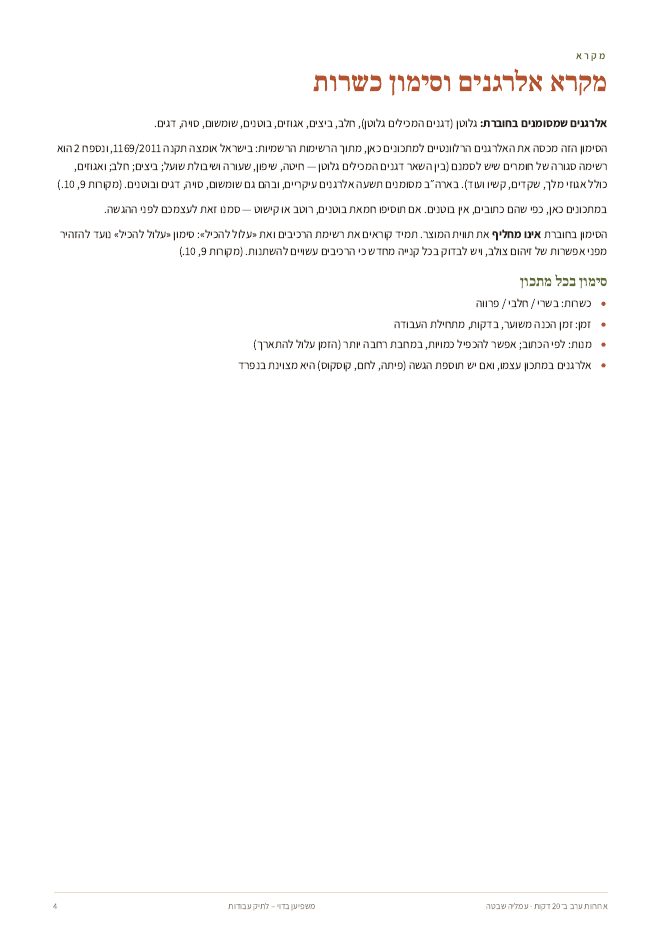 מקרא
מקרא אלרגנים וסימון כשרות
אלרגנים שמסומנים בחוברת: גלוטן (דגנים המכילים גלוטן), חלב, ביצים, אגוזים, בוטנים, שומשום, סויה, דגים.
הסימון הזה מכסה את האלרגנים הרלוונטיים למתכונים כאן, מתוך הרשימות הרשמיות: בישראל אומצה תקנה 1169/2011, ונספח 2 הוא
רשימה סגורה של חומרים שיש לסמנם (בין השאר דגנים המכילים גלוטן — חיטה, שיפון, שעורה ושיבולת שועל; ביצים; חלב; ואגוזים,
כולל אגוזי מלך, שקדים, קשיו ועוד). בארה״ב מסומנים תשעה אלרגנים עיקריים, ובהם גם שומשום, סויה, דגים ובוטנים. (מקורות 9, 10.)
במתכונים כאן, כפי שהם כתובים, אין בוטנים. אם תוסיפו חמאת בוטנים, רוטב או קישוט — סמנו זאת לעצמכם לפני ההגשה.
הסימון בחוברת אינו מחליף את תווית המוצר. תמיד קוראים את רשימת הרכיבים ואת «עלול להכיל»: סימון «עלול להכיל» נועד להזהיר
מפני אפשרות של זיהום צולב, ויש לבדוק בכל קנייה מחדש כי הרכיבים עשויים להשתנות. (מקורות 9, 10.)
סימון בכל מתכון
• כשרות: בשרי / חלבי / פרווה
• זמן: זמן הכנה משוער, בדקות, מתחילת העבודה
• מנות: לפי הכתוב; אפשר להכפיל כמויות, במחבת רחבה יותר (הזמן עלול להתארך)
• אלרגנים במתכון עצמו, ואם יש תוספת הגשה (פיתה, לחם, קוסקוס) היא מצוינת בנפרד
ארוחות ערב ב־20 דקות · עמליה שבטה משפיען בדוי – לתיק עבודות 4